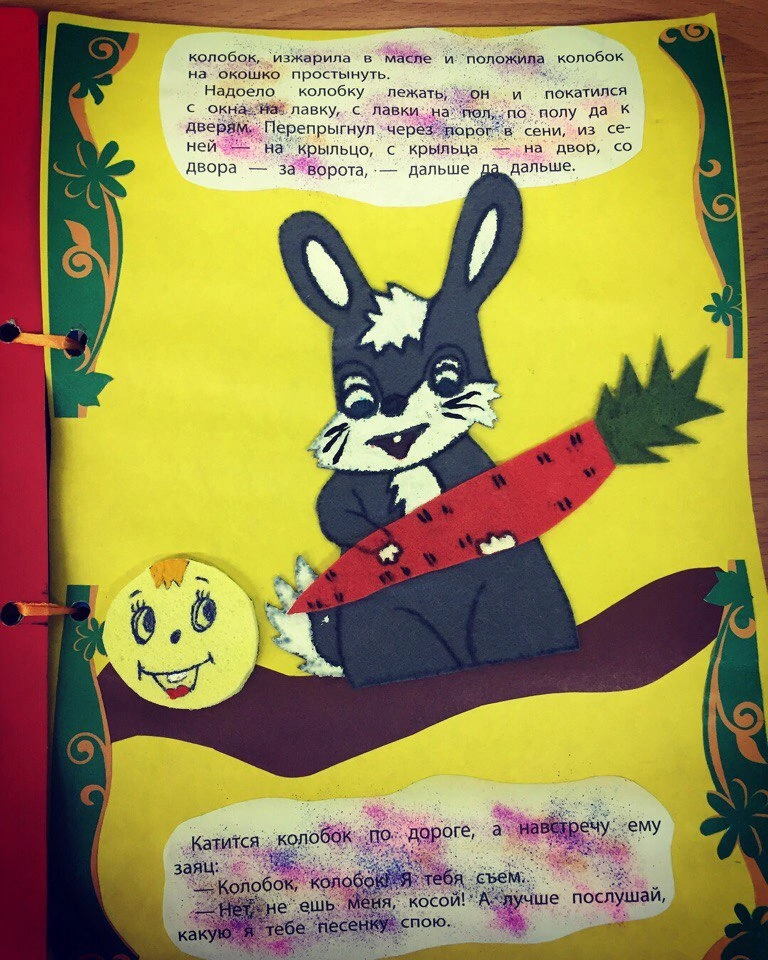 колобок, изжарила в масле и положила колобок
на окошко простынуть.
Надоело колобку лежать, он и покатился
с окна на лавку, с лавки на пол, по полу да к
дверям. Перепрыгнул через порог в сени, из се-
ней — на крыльцо, с крыльца — на двор, со
двора — за ворота, — дальше да дальше.
Катится колобок по дороге, а навстречу ему
заяц:
— Колобок, колобок! Я тебя съем.
— Нет, не ешь меня, косой! А лучше послушай,
какую я тебе песенку спою.